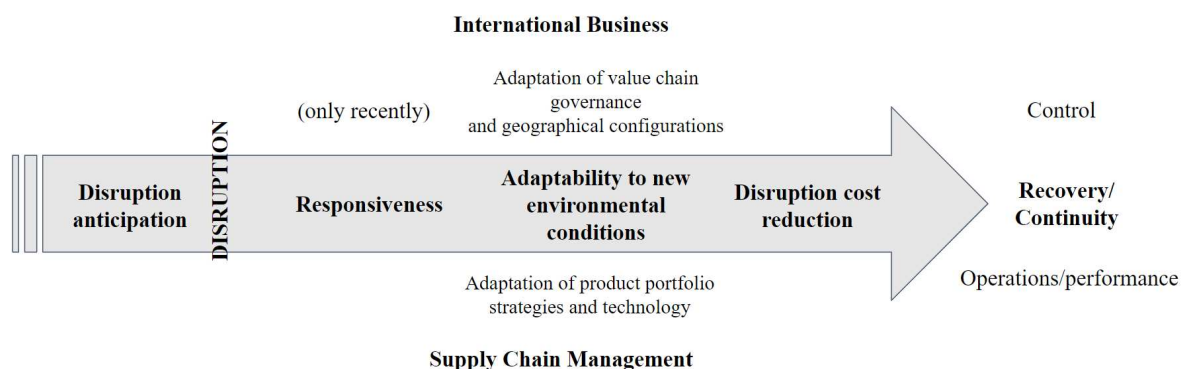 International Business
Adaptation of value chain
governance
and geographical configurations
(only recently)
Control
Disruption
anticipation
DISRUPTION
Responsiveness
Adaptability to new
environmental
conditions
Disruption cost
reduction
Recovery/
Continuity
Adaptation of product portfolio
strategies and technology
Operations/performance
Supply Chain Management